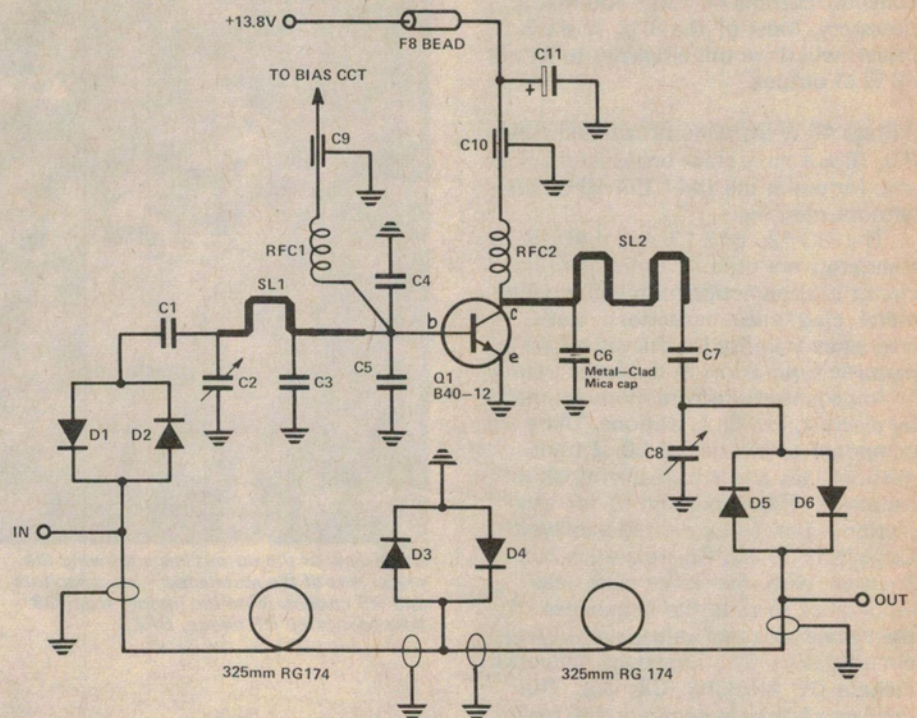 +13.8V
F8 BEAD
C11
+
TO BIAS CCT
C9
C10
RFC1
RFC2
C4
SL2
SL1
C1
b
c
e
C2
C3
C5
Q1
B40–12
C6
Metal–Clad
Mica cap
C7
D1
D2
C8
IN
D3
D4
D5
D6
OUT
325mm RG174
325mm RG 174